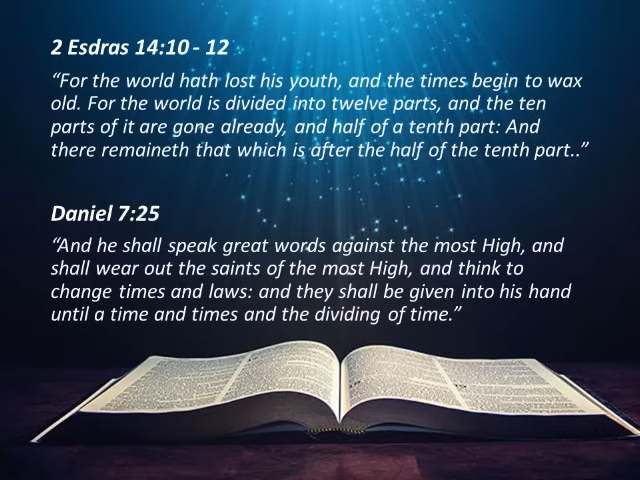 2 Esdras 14:10 - 12
“For the world hath lost his youth, and the times begin to wax
old. For the world is divided into twelve parts, and the ten
parts of it are gone already, and half of a tenth part: And
there remaineth that which is after the half of the tenth part..”
Daniel 7:25
“And he shall speak great words against the most High, and
shall wear out the saints of the most High, and think to
change times and laws: and they shall be given into his hand
until a time and times and the dividing of time.”